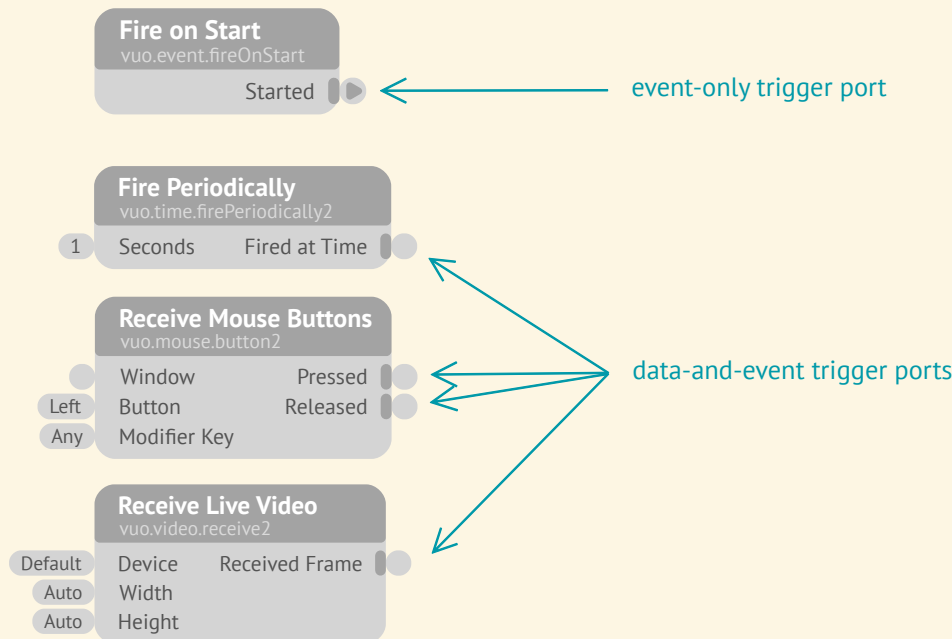 Fire on Start
vuo.event.fireOnStart
Started
event-only trigger port
Fire Periodically
vuo.time.firePeriodically2
1 Seconds Fired at Time
Receive Mouse Buttons
vuo.mouse.button2
Window Pressed
data-and-event trigger ports
Left Button Released
Any Modifier Key
Receive Live Video
vuo.video.receive2
Default Device Received Frame
Auto Width
Auto Height